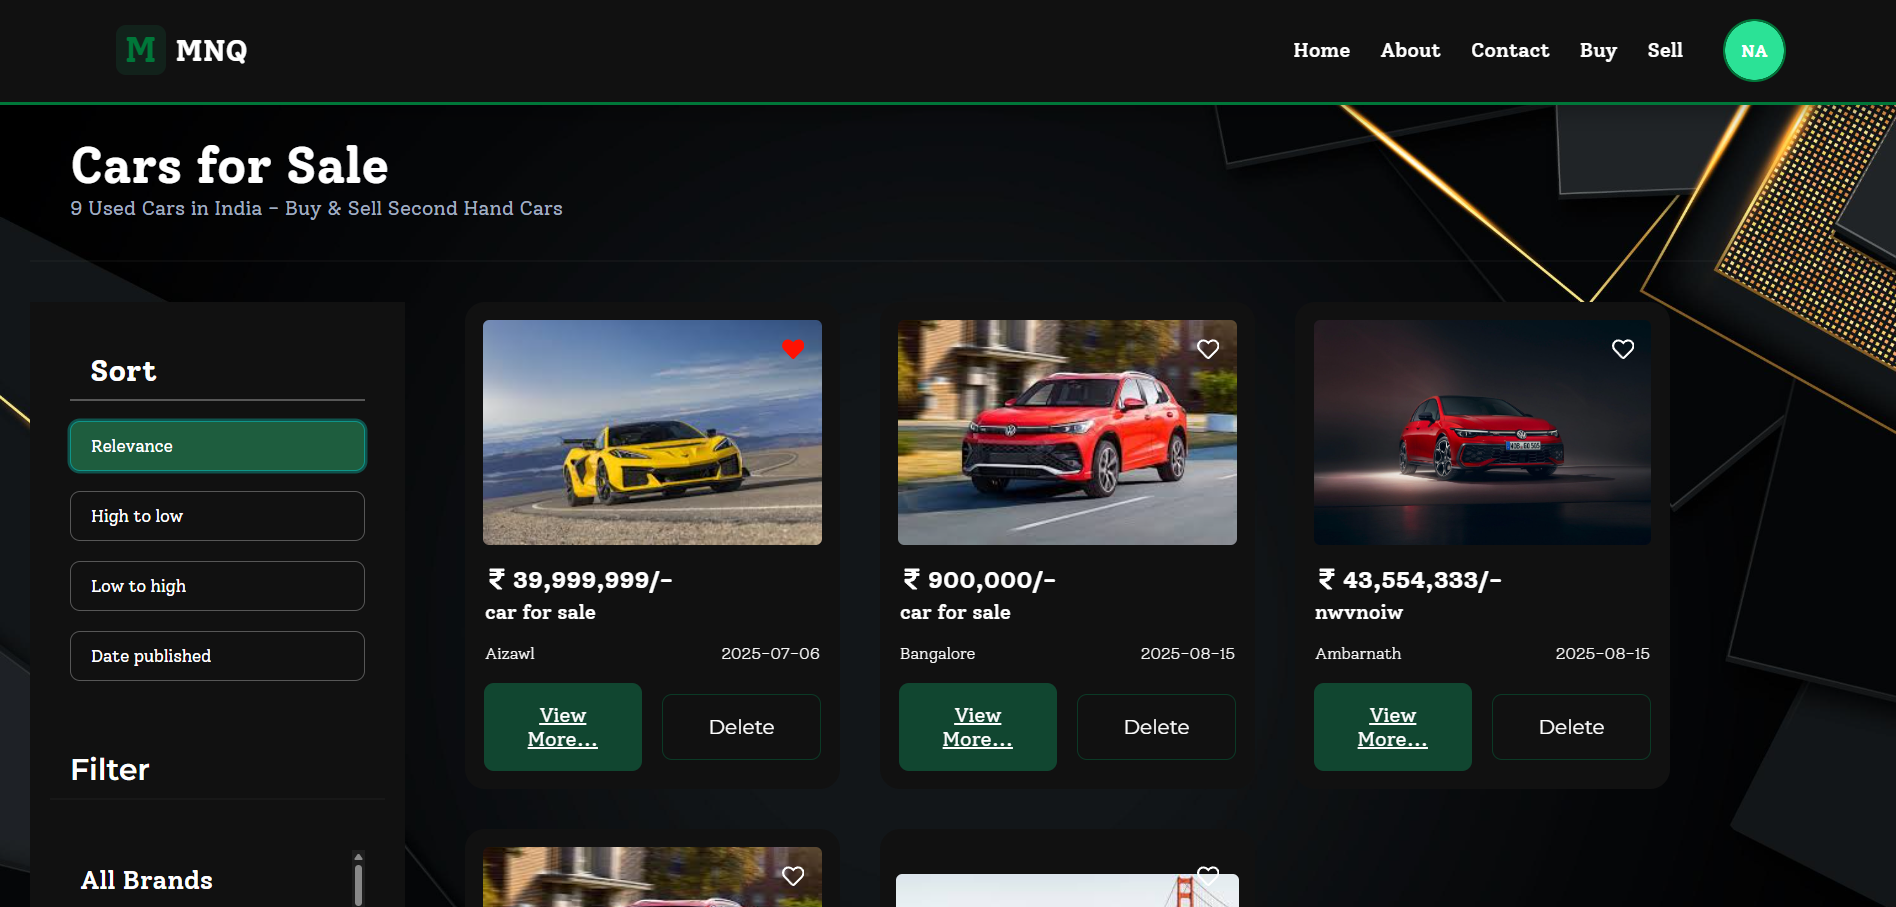 M MNQ
Home About Contact Buy Sell NA
Cars for Sale
9 Used Cars in India - Buy & Sell Second Hand Cars
Sort
Relevance
High to low
Low to high
Date published
Filter
All Brands
₹ 39,999,999/-
car for sale
Aizawl 2025-07-06
View
More...
Delete
₹ 900,000/-
car for sale
Bangalore 2025-08-15
View
More...
Delete
₹ 43,554,333/-
nwvnoiw
Ambarnath 2025-08-15
View
More...
Delete